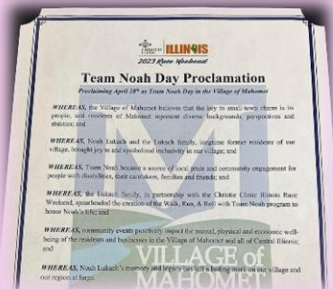 CHRISTIE CLINIC ILLINOIS
2023 Race Weekend
Team Noah Day Proclamation
Proclaiming April 28th as Team Noah Day in the Village of Mahomet
WHEREAS, the Village of Mahomet believes that the key to small-town charm is its
people, and residents of Mahomet represent diverse backgrounds, perspectives and
abilities; and
WHEREAS, Noah Lukach and the Lukach family, longtime former residents of our
village, brought joy to and embodied inclusivity in our village; and
WHEREAS, Team Noah became a source of local pride and community engagement for
people with disabilities, their caretakers, families and friends; and
WHEREAS, the Lukach family, in partnership with the Christie Clinic Illinois Race
Weekend, spearheaded the creation of the Walk, Run, & Roll with Team Noah program to
honor Noah's life; and
WHEREAS, community events positively impact the mental, physical and economic well-
being of the residents and businesses in the Village of Mahomet and all of Central Illinois;
and
WHEREAS, Noah Lukach's memory and legacy has left a lasting mark on our village and
our region at large.
VILLAGE of
MAHOMET